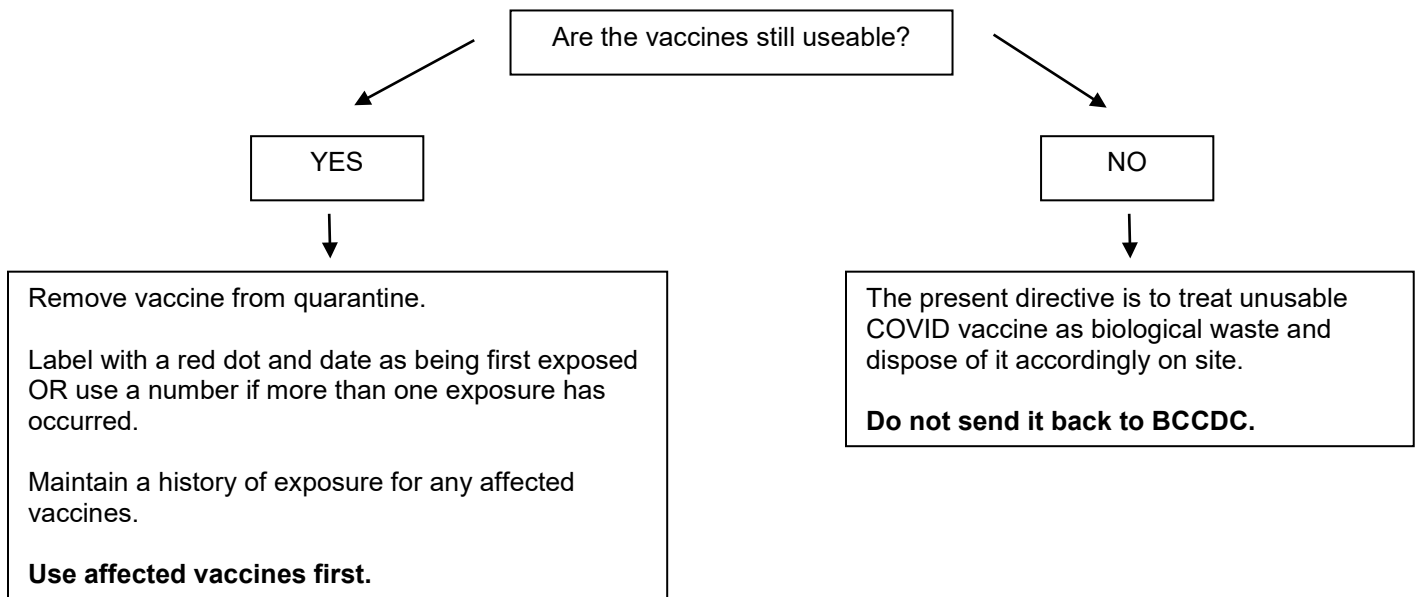 Are the vaccines still useable?
YES
NO
Remove vaccine from quarantine.
Label with a red dot and date as being first exposed
OR use a number if more than one exposure has
occurred.
Maintain a history of exposure for any affected
vaccines.
Use affected vaccines first.
The present directive is to treat unusable
COVID vaccine as biological waste and
dispose of it accordingly on site.
Do not send it back to BCCDC.